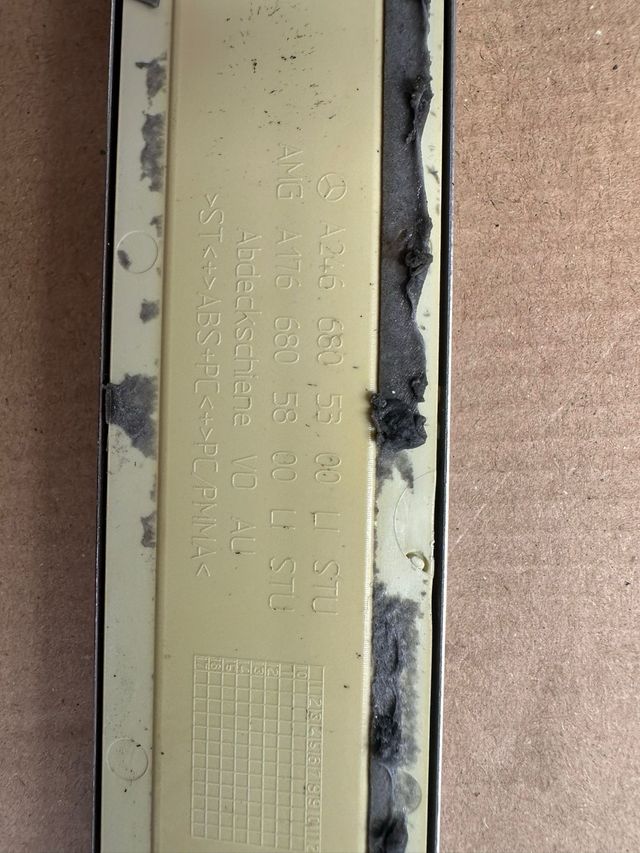 A246 680 53 00 LI STU
AMG A176 680 58 00 LI STU
Abdeckschiene VO AU
>ST<+>ABS+PC<+>PC/PMMA<